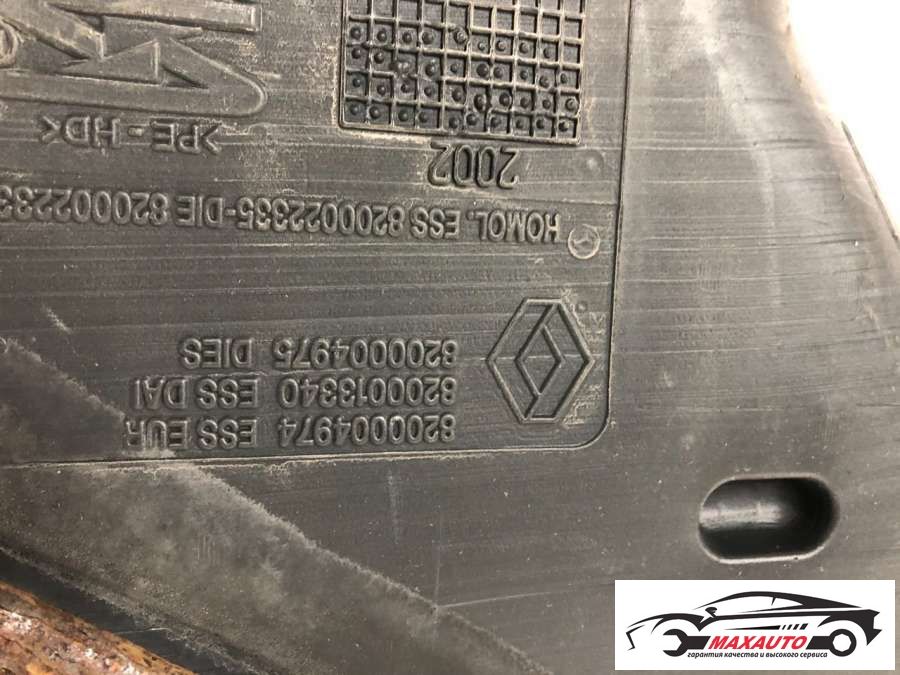 8200004974 ESS EUR
8200013340 ESS DAI
8200004975 DIES
HOMOL. ESS 8200022335-DIE 820002233
2002
>PE-HD<
MAXAUTO
гарантия качества и высокого сервиса